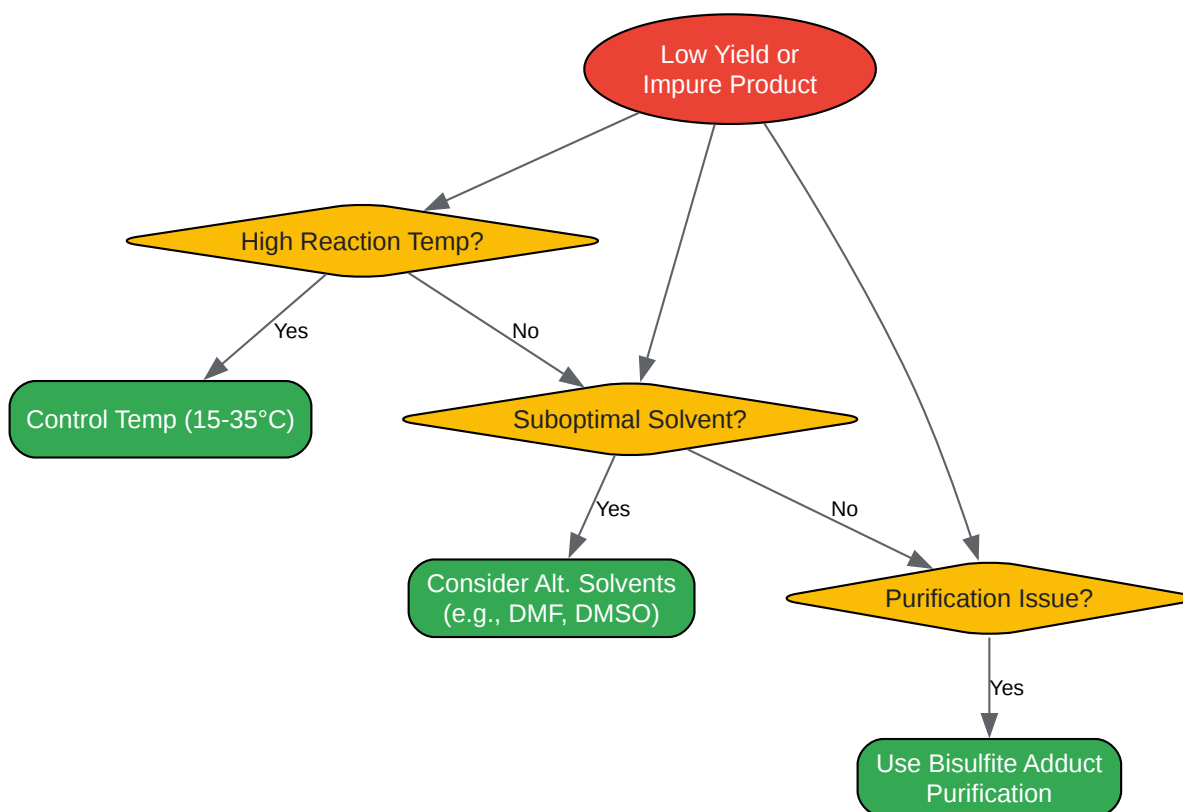 Low Yield or
Impure Product
High Reaction Temp?
Yes
No
Control Temp (15-35°C)
Suboptimal Solvent?
Yes
No
Consider Alt. Solvents
(e.g., DMF, DMSO)
Purification Issue?
Yes
Use Bisulfite Adduct
Purification